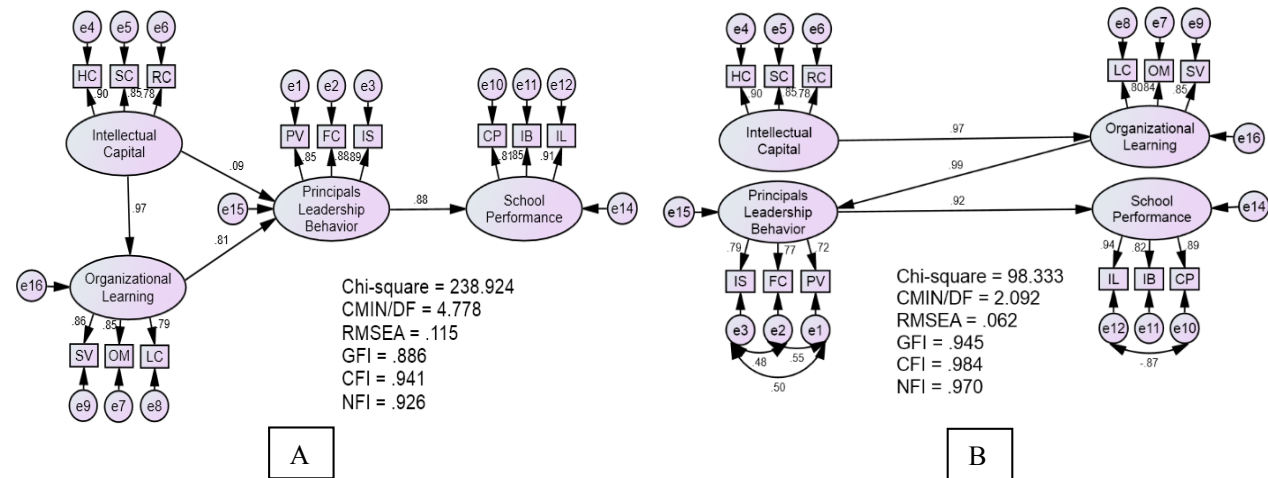 e4 e5 e6
HC SC RC
.90 .85 .78
Intellectual
Capital
.09
.97
e1 e2 e3
PV FC IS
.85 .88 .89
e15
Principals
Leadership
Behavior
.88
e10 e11 e12
CP IB IL
.81 .85 .91
School
Performance
e14
.81
e16
Organizational
Learning
.86 .85 .79
SV OM LC
e9 e7 e8
Chi-square = 238.924
CMIN/DF = 4.778
RMSEA = .115
GFI = .886
CFI = .941
NFI = .926
A
e4 e5 e6
HC SC RC
.90 .85 .78
Intellectual
Capital
.97
e8 e7 e9
LC OM SV
.80 .84 .85
Organizational
Learning
e16
.99
e15
Principals
Leadership
Behavior
.92
School
Performance
e14
.79 .77 .72
IS FC PV
e3 e2 e1
.48 .55
.50
.94 .82 .89
IL IB CP
e12 e11 e10
-.87
Chi-square = 98.333
CMIN/DF = 2.092
RMSEA = .062
GFI = .945
CFI = .984
NFI = .970
B